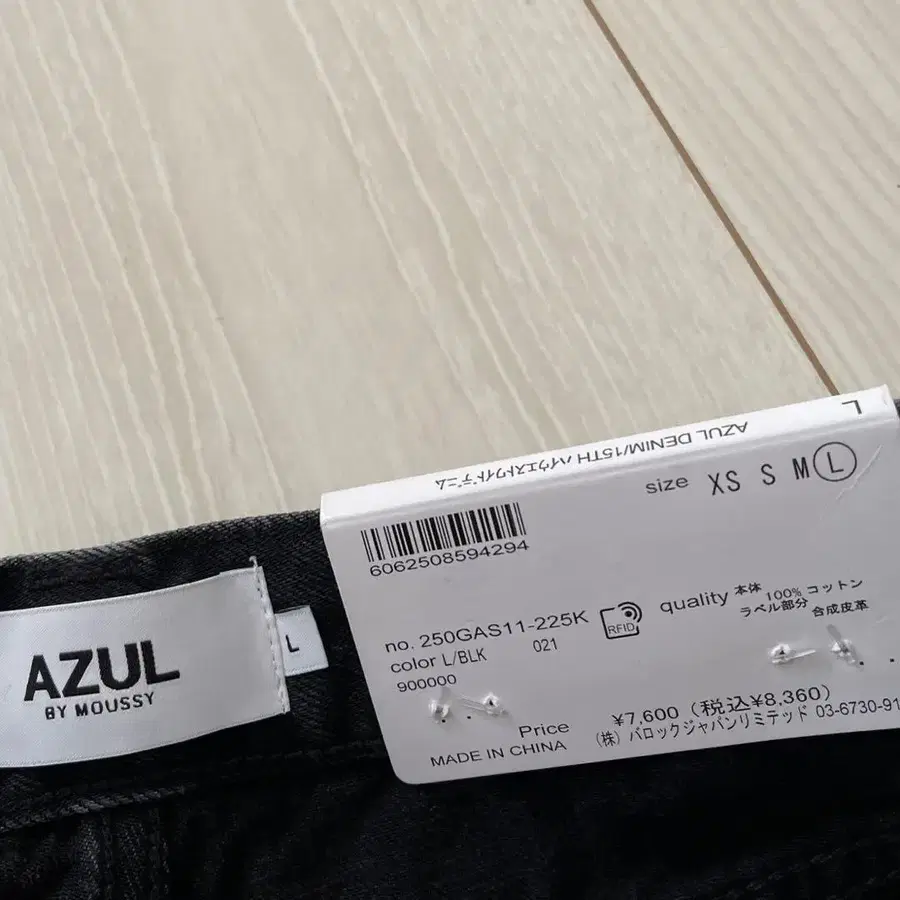 AZUL
BY MOUSSY
L
L
AZUL DENIM/15TH ハイウエストワイドデニム
size XS S M L
6062508594294
no. 250GAS11-225K
RFID
quality 本体 100% コットン
ラベル部分 合成皮革
color L/BLK 021
900000
Price ¥7,600 (税込¥8,360)
MADE IN CHINA
(株) バロックジャパンリミテッド 03-6730-91